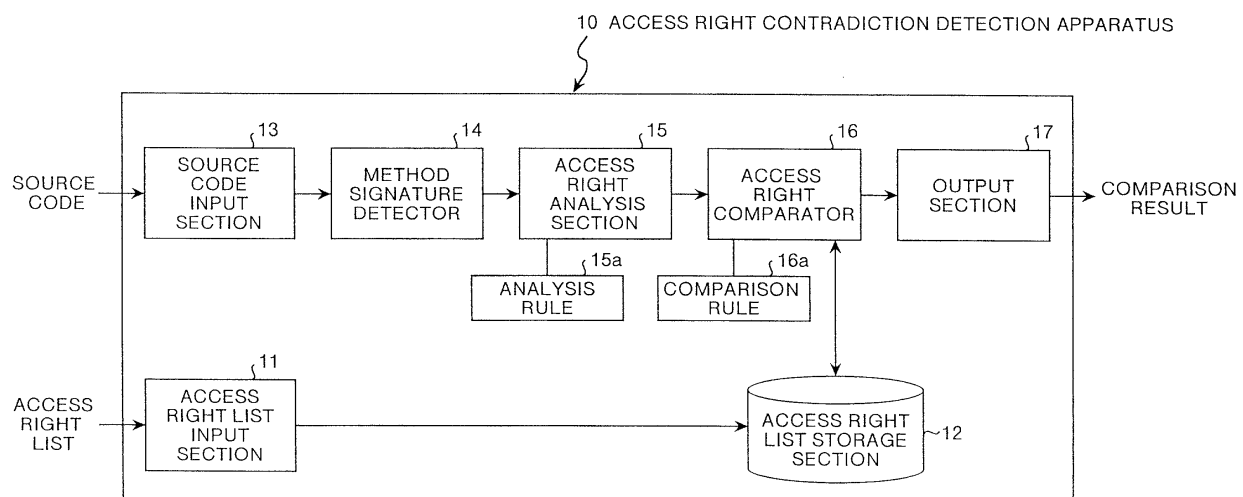 10 ACCESS RIGHT CONTRADICTION DETECTION APPARATUS
13
14
15
16
17
SOURCE
CODE
SOURCE
CODE
INPUT
SECTION
METHOD
SIGNATURE
DETECTOR
ACCESS
RIGHT
ANALYSIS
SECTION
ACCESS
RIGHT
COMPARATOR
OUTPUT
SECTION
COMPARISON
RESULT
15a
ANALYSIS
RULE
16a
COMPARISON
RULE
11
ACCESS
RIGHT
LIST
ACCESS
RIGHT LIST
INPUT
SECTION
ACCESS RIGHT
LIST STORAGE
SECTION
12